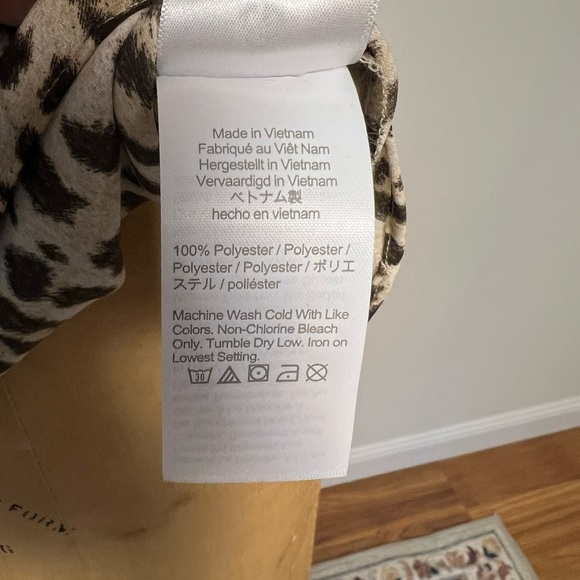 Made in Vietnam
Fabriqué au Viêt Nam
Hergestellt in Vietnam
Vervaardigd in Vietnam
ベトナム製
hecho en vietnam
100% Polyester / Polyester /
Polyester / Polyester / ポリエ
ステル / poliéster
Machine Wash Cold With Like
Colors. Non-Chlorine Bleach
Only. Tumble Dry Low. Iron on
Lowest Setting.
30
FORM